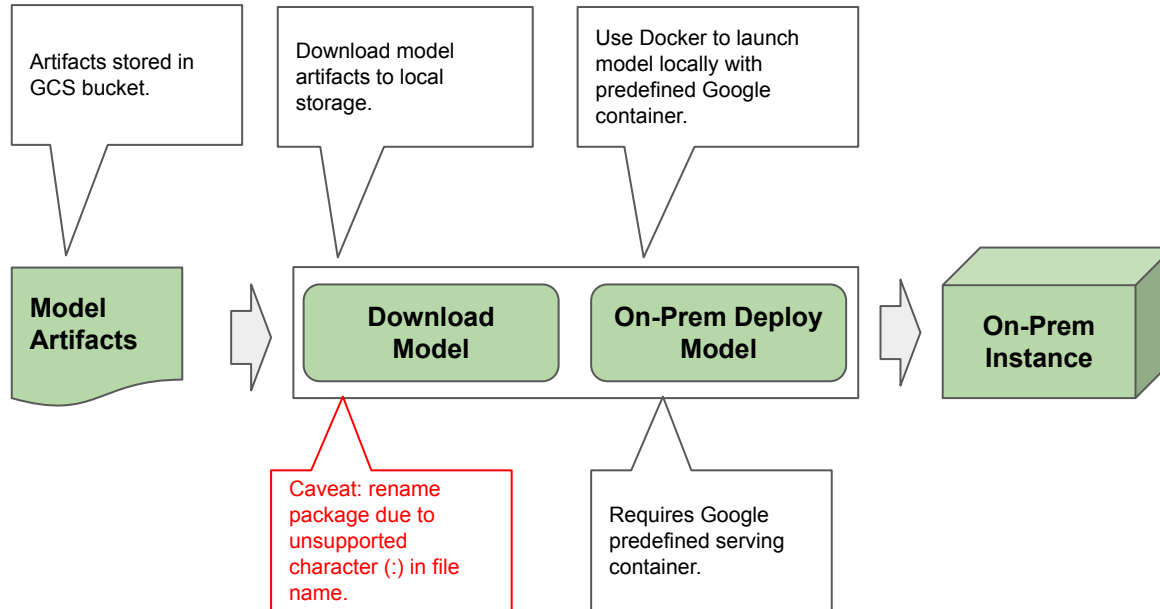 Artifacts stored in
GCS bucket.
Download model
artifacts to local
storage.
Use Docker to launch
model locally with
predefined Google
container.
Model
Artifacts
Download
Model
On-Prem Deploy
Model
On-Prem
Instance
Caveat: rename
package due to
unsupported
character (:) in file
name.
Requires Google
predefined serving
container.